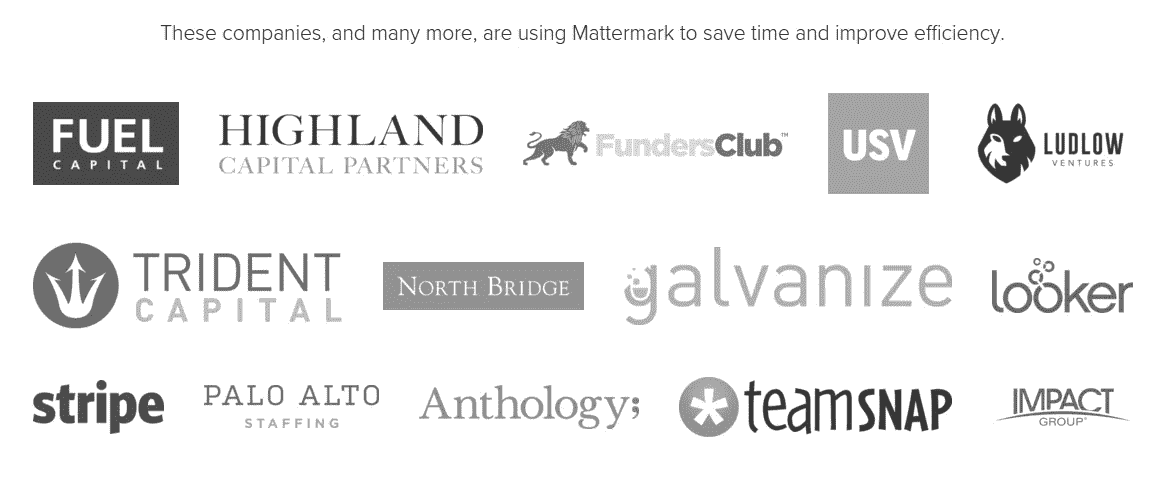 These companies, and many more, are using Mattermark to save time and improve efficiency.
FUEL
CAPITAL
HIGHLAND
CAPITAL PARTNERS
FundersClub™
USV
LUDLOW
VENTURES
TRIDENT
CAPITAL
NORTH BRIDGE
galvanize
looker
stripe
PALO ALTO
STAFFING
Anthology;
teamSNAP
IMPACT
GROUP®